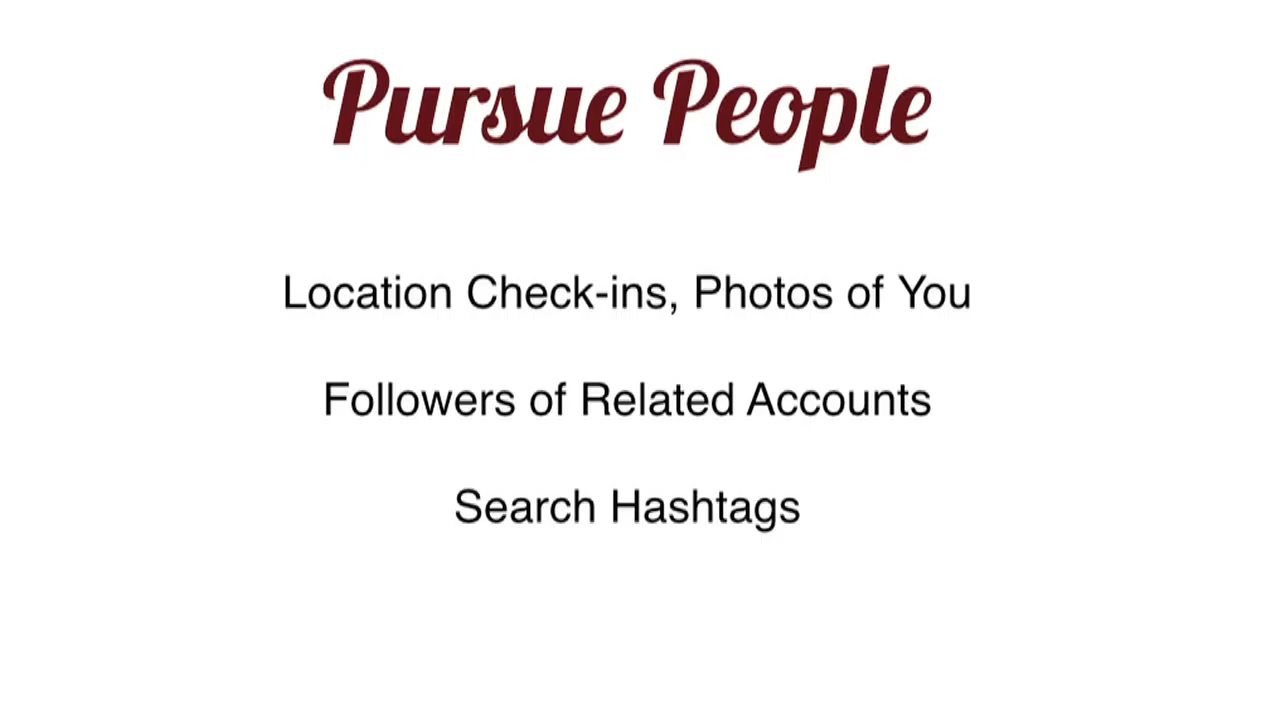 Pursue People
Location Check-ins, Photos of You
Followers of Related Accounts
Search Hashtags